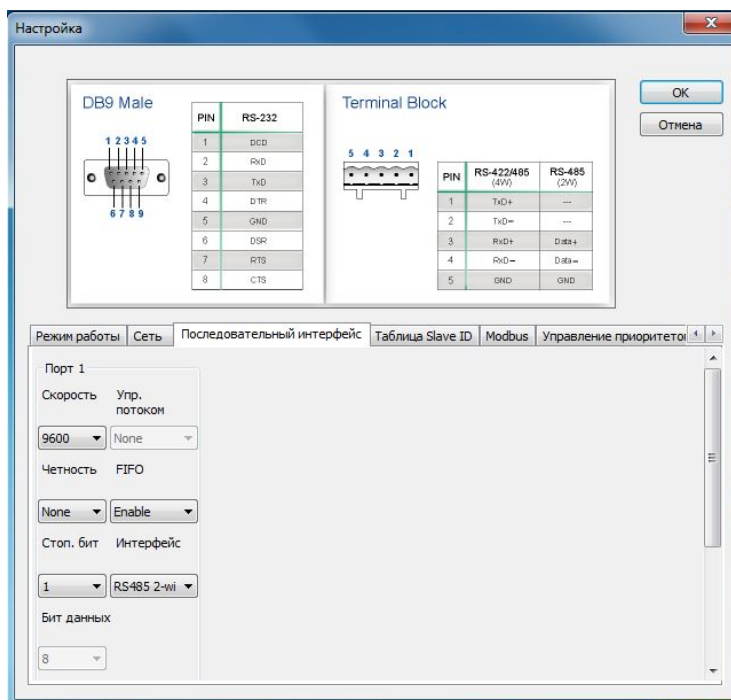 Настройка
DB9 Male
1 2 3 4 5
6 7 8 9
PIN RS-232
1 DCD
2 RxD
3 TxD
4 DTR
5 GND
6 DSR
7 RTS
8 CTS
Terminal Block
5 4 3 2 1
PIN RS-422/485 (4W) RS-485 (2W)
1 TxD+ ---
2 TxD- ---
3 RxD+ Data+
4 RxD- Data-
5 GND GND
OK
Отмена
Режим работы Сеть Последовательный интерфейс Таблица Slave ID Modbus Управление приоритето
Порт 1
Скорость Упр. потоком
9600 None
Четность FIFO
None Enable
Стоп. бит Интерфейс
1 RS485 2-wi
Бит данных
8